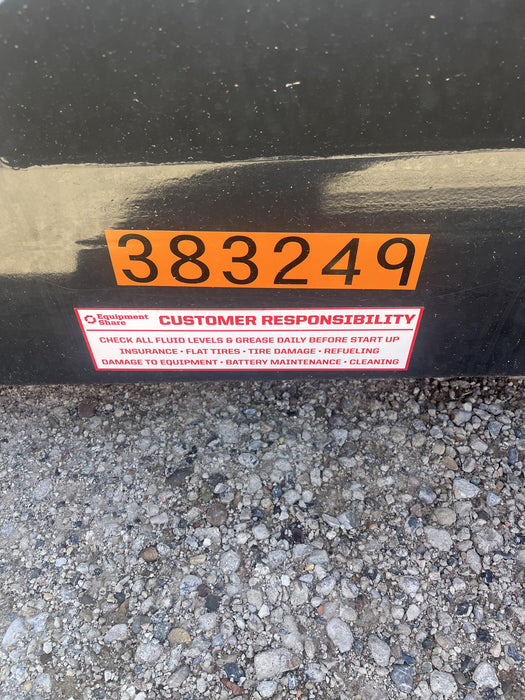 383249
Equipment Share
CUSTOMER RESPONSIBILITY
CHECK ALL FLUID LEVELS & GREASE DAILY BEFORE START UP
INSURANCE • FLAT TIRES • TIRE DAMAGE • REFUELING
DAMAGE TO EQUIPMENT • BATTERY MAINTENANCE • CLEANING